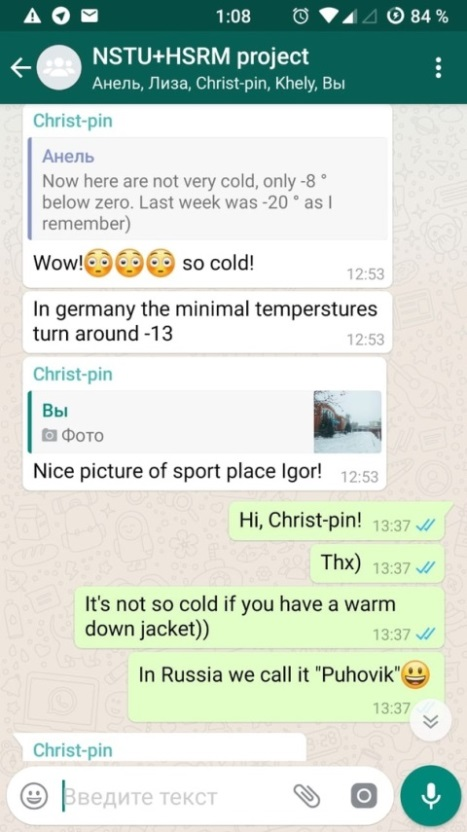 1:08
84 %
NSTU+HSRM project
Анель, Лиза, Christ-pin, Khely, Вы
Christ-pin
Анель
Now here are not very cold, only -8 °
below zero. Last week was -20 ° as I
remember)
Wow!😳😳😳 so cold!
12:53
In germany the minimal temperstures
turn around -13
12:53
Christ-pin
Вы
Фото
Nice picture of sport place Igor!
12:53
Hi, Christ-pin!
13:37
Thx)
13:37
It's not so cold if you have a warm
down jacket))
13:37
In Russia we call it "Puhovik"😃
13:37
Christ-pin
Введите текст